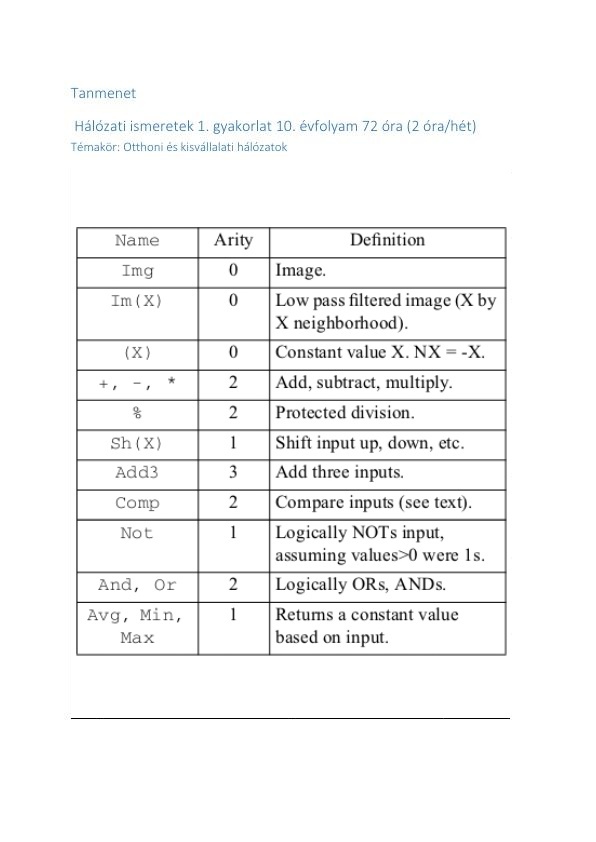 Tanmenet
Hálózati ismeretek 1. gyakorlat 10. évfolyam 72 óra (2 óra/hét)
Témakör: Otthoni és kisvállalati hálózatok
Name Arity Definition
Img 0 Image.
Im(X) 0 Low pass filtered image (X by
X neighborhood).
(X) 0 Constant value X. NX = -X.
+, -, * 2 Add, subtract, multiply.
% 2 Protected division.
Sh(X) 1 Shift input up, down, etc.
Add3 3 Add three inputs.
Comp 2 Compare inputs (see text).
Not 1 Logically NOTs input,
assuming values>0 were 1s.
And, Or 2 Logically ORs, ANDs.
Avg, Min, 1 Returns a constant value
Max based on input.